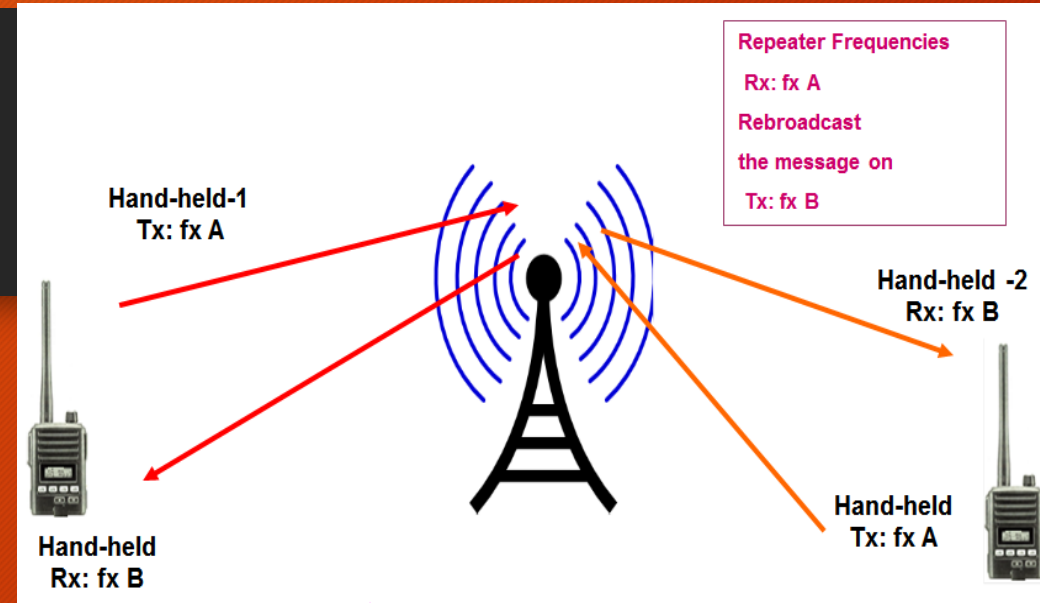 Repeater Frequencies
Rx: fx A
Rebroadcast
the message on
Tx: fx B
Hand-held-1
Tx: fx A
Hand-held -2
Rx: fx B
Hand-held
Tx: fx A
Hand-held
Rx: fx B